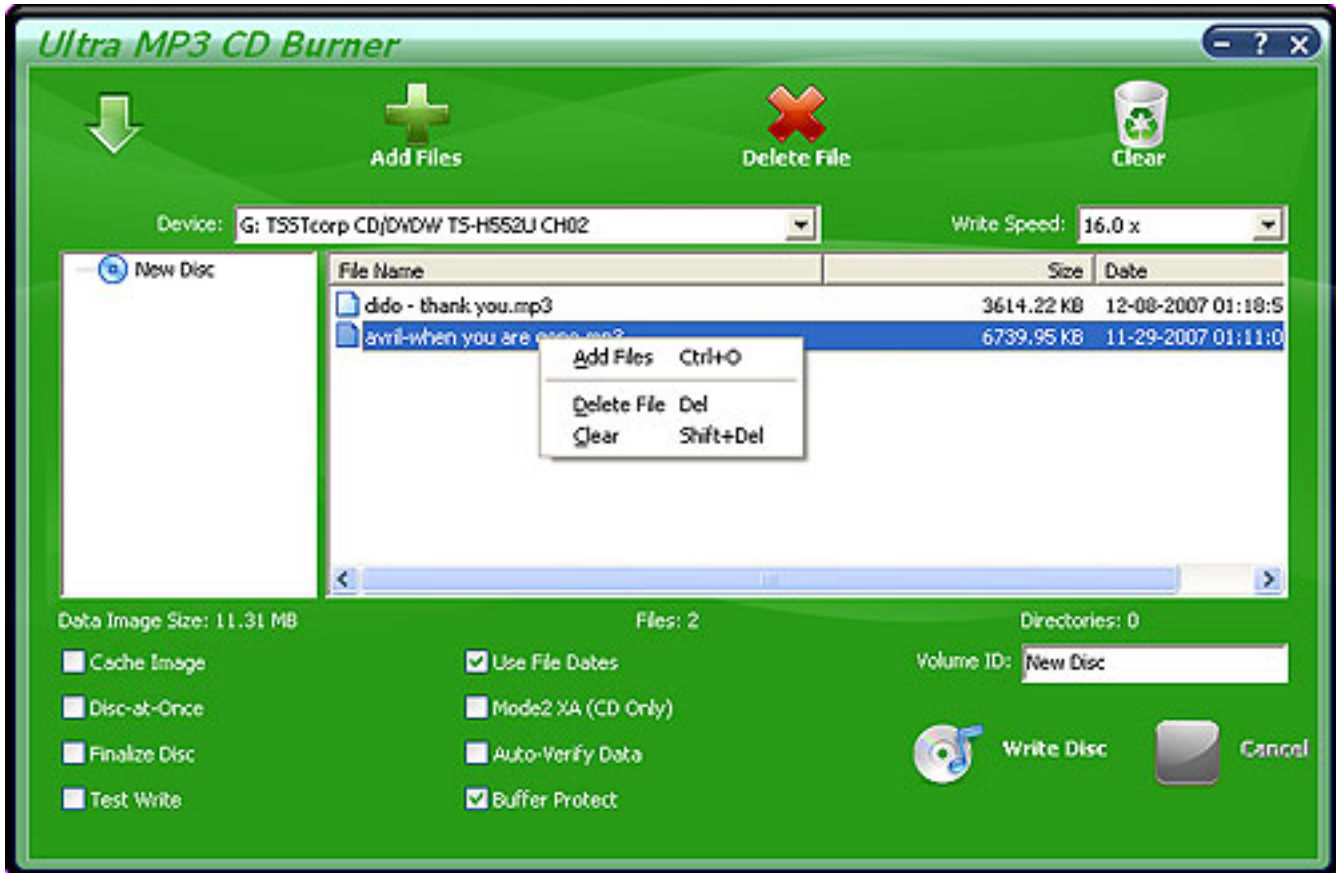 Ultra MP3 CD Burner
Add Files
Delete File
Clear
Device: G: TSSTcorp CD/DVDW TS-H552U CH02
Write Speed: 16.0 x
New Disc
File Name Size Date
dido - thank you.mp3 3614.22 KB 12-08-2007 01:18:5
avril-when you are 6739.95 KB 11-29-2007 01:11:0
Add Files Ctrl+O
Delete File Del
Clear Shift+Del
Data Image Size: 11.31 MB Files: 2 Directories: 0
Cache Image Use File Dates Volume ID: New Disc
Disc-at-Once Mode2 XA (CD Only)
Finalize Disc Auto-Verify Data Write Disc Cancel
Test Write Buffer Protect